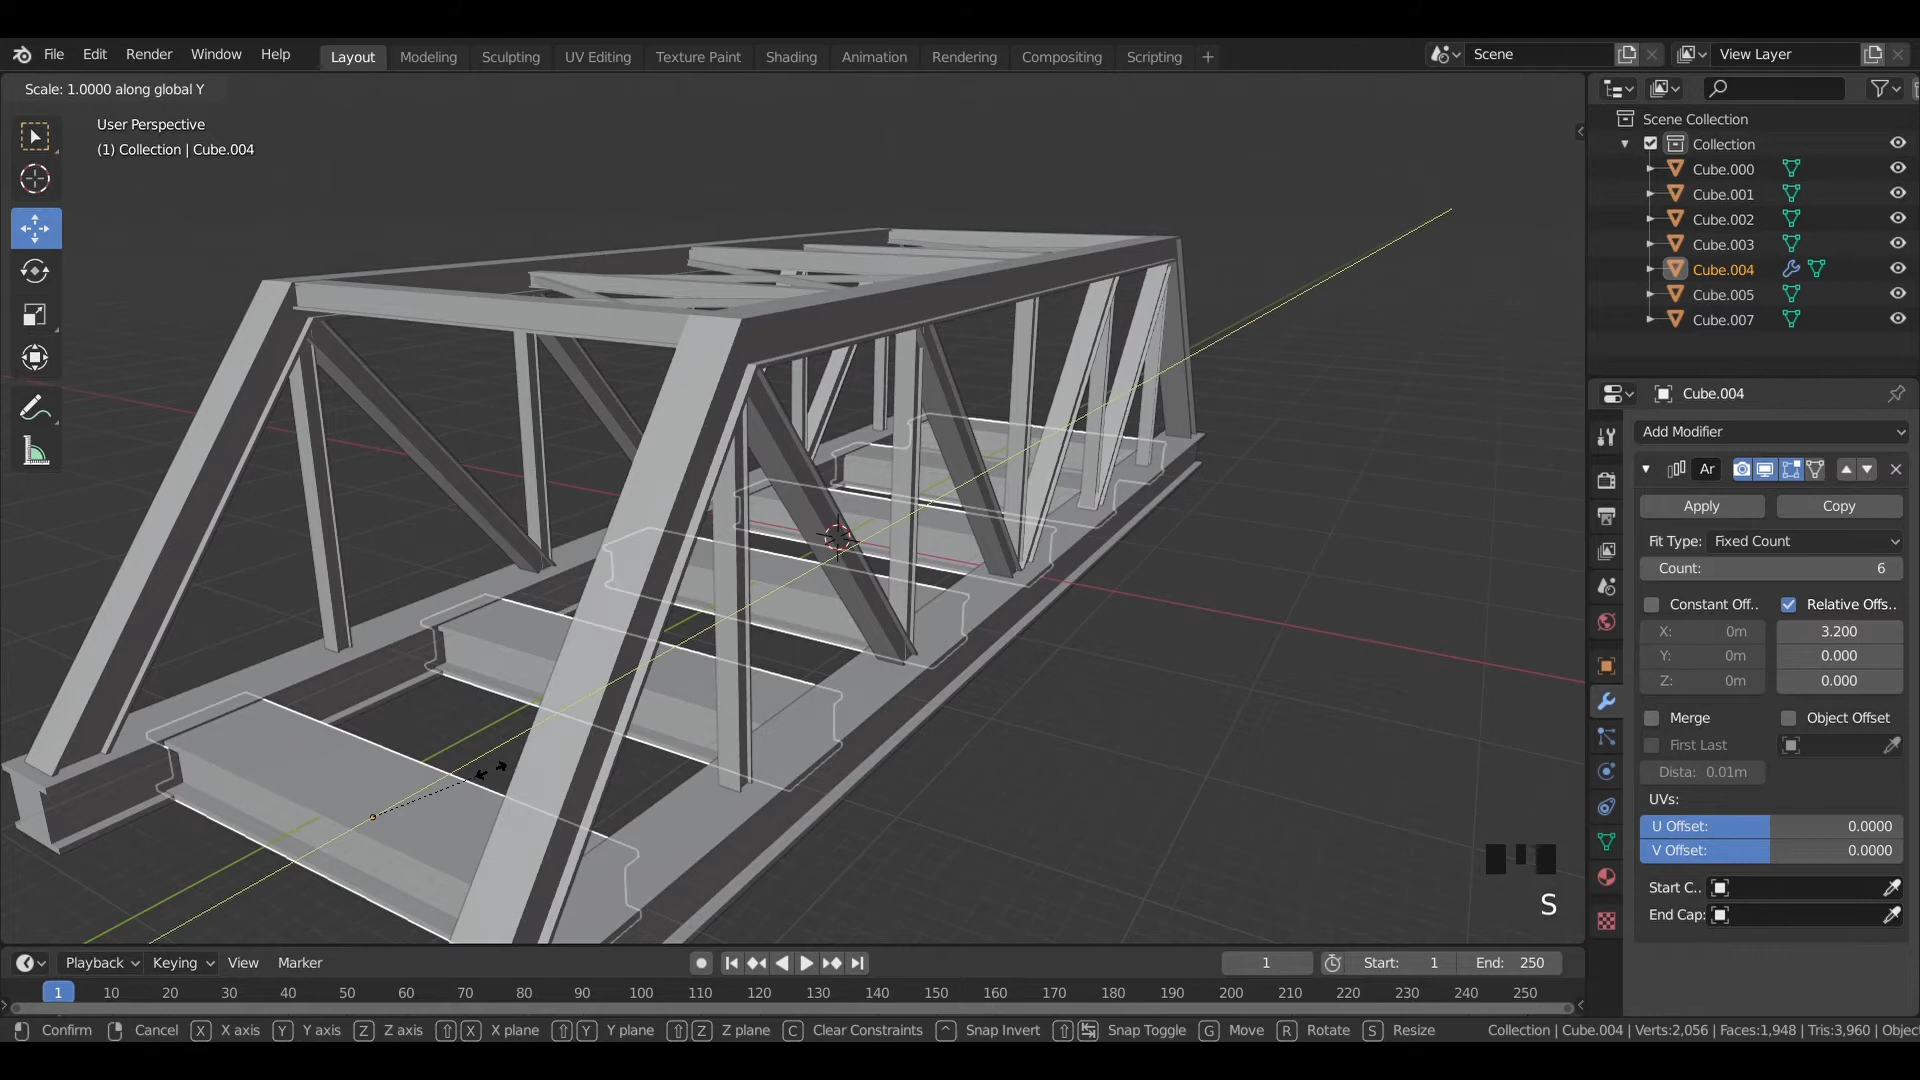 File Edit Render Window Help Layout Modeling Sculpting UV Editing Texture Paint Shading Animation Rendering Compositing Scripting + Scene View Layer
Scale: 1.0000 along global Y
User Perspective
(1) Collection | Cube.004
Scene Collection
Collection
Cube.000
Cube.001
Cube.002
Cube.003
Cube.004
Cube.005
Cube.007
Cube.004
Add Modifier
Ar
Apply Copy
Fit Type: Fixed Count
Count: 6
Constant Off.. Relative Offs..
X: 0m 3.200
Y: 0m 0.000
Z: 0m 0.000
Merge Object Offset
First Last
Dista: 0.01m
UVs:
U Offset: 0.0000
V Offset: 0.0000
Start C..
End Cap:
S
Playback Keying View Marker 1 Start: 1 End: 250
1 10 20 30 40 50 60 70 80 90 100 110 120 130 140 150 160 170 180 190 200 210 220 230 240 250
Confirm Cancel X X axis Y Y axis Z Z axis X X plane Y Y plane Z Z plane C Clear Constraints ^ Snap Invert Snap Toggle G Move R Rotate S Resize Collection | Cube.004 | Verts:2,056 | Faces:1,948 | Tris:3,960 | Objec